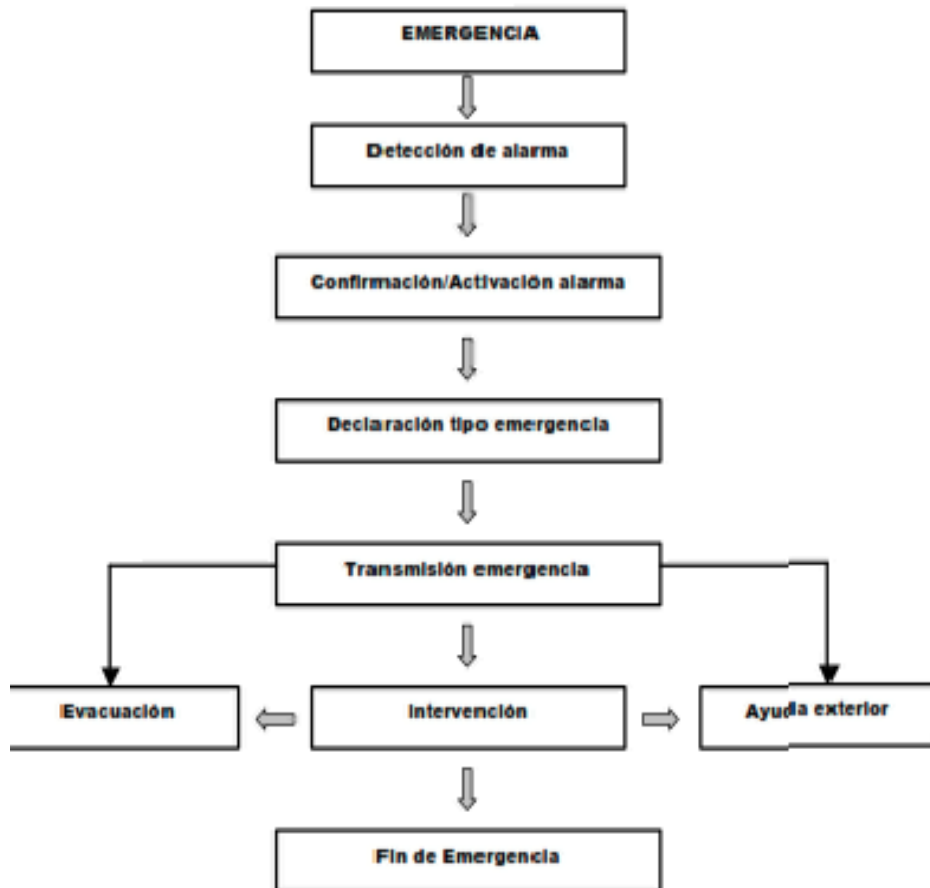 EMERGENCIA
Detección de alarma
Confirmación/Activación alarma
Declaración tipo emergencia
Transmisión emergencia
Evacuación
Intervención
Ayuda exterior
Fin de Emergencia